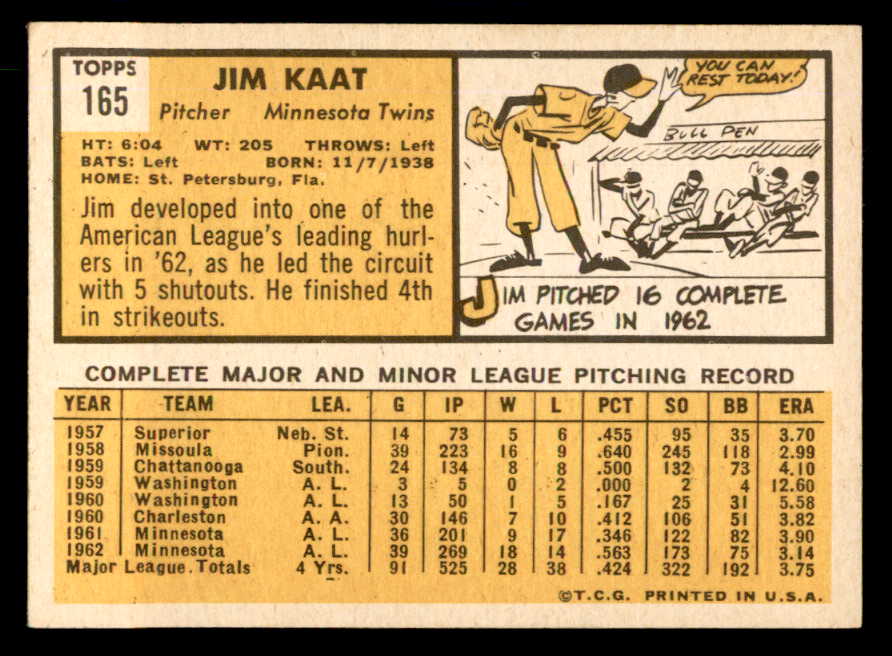 TOPPS
165
JIM KAAT
Pitcher Minnesota Twins
HT: 6:04 WT: 205 THROWS: Left
BATS: Left BORN: 11/7/1938
HOME: St. Petersburg, Fla.
Jim developed into one of the
American League's leading hurl-
ers in '62, as he led the circuit
with 5 shutouts. He finished 4th
in strikeouts.
YOU CAN
REST TODAY!
BULL PEN
JIM PITCHED 16 COMPLETE
GAMES IN 1962
COMPLETE MAJOR AND MINOR LEAGUE PITCHING RECORD
YEAR TEAM LEA. G IP W L PCT SO BB ERA
1957 Superior Neb. St. 14 73 5 6 .455 95 35 3.70
1958 Missoula Pion. 39 223 16 9 .640 245 118 2.99
1959 Chattanooga South. 24 134 8 8 .500 132 73 4.10
1959 Washington A. L. 3 5 0 2 .000 2 4 12.60
1960 Washington A. L. 13 50 1 5 .167 25 31 5.58
1960 Charleston A. A. 30 146 7 10 .412 106 51 3.82
1961 Minnesota A. L. 36 201 9 17 .346 122 82 3.90
1962 Minnesota A. L. 39 269 18 14 .563 173 75 3.14
Major League Totals 4 Yrs. 91 525 28 38 .424 322 192 3.75
©T.C.G. PRINTED IN U.S.A.